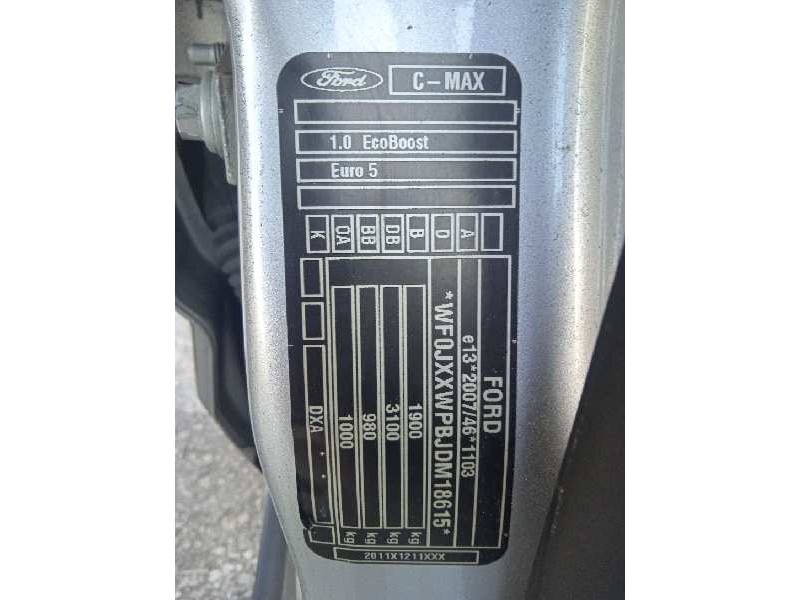 Ford
C-MAX
1.0 EcoBoost
Euro 5
K
OA
BB
DB
B
D
A
FORD
e13*2007/46*1103
*WF0JXXWPBJDM18615*
1900 kg
3100 kg
980 kg
1000 kg
DXA
* *
2011X1211XXX